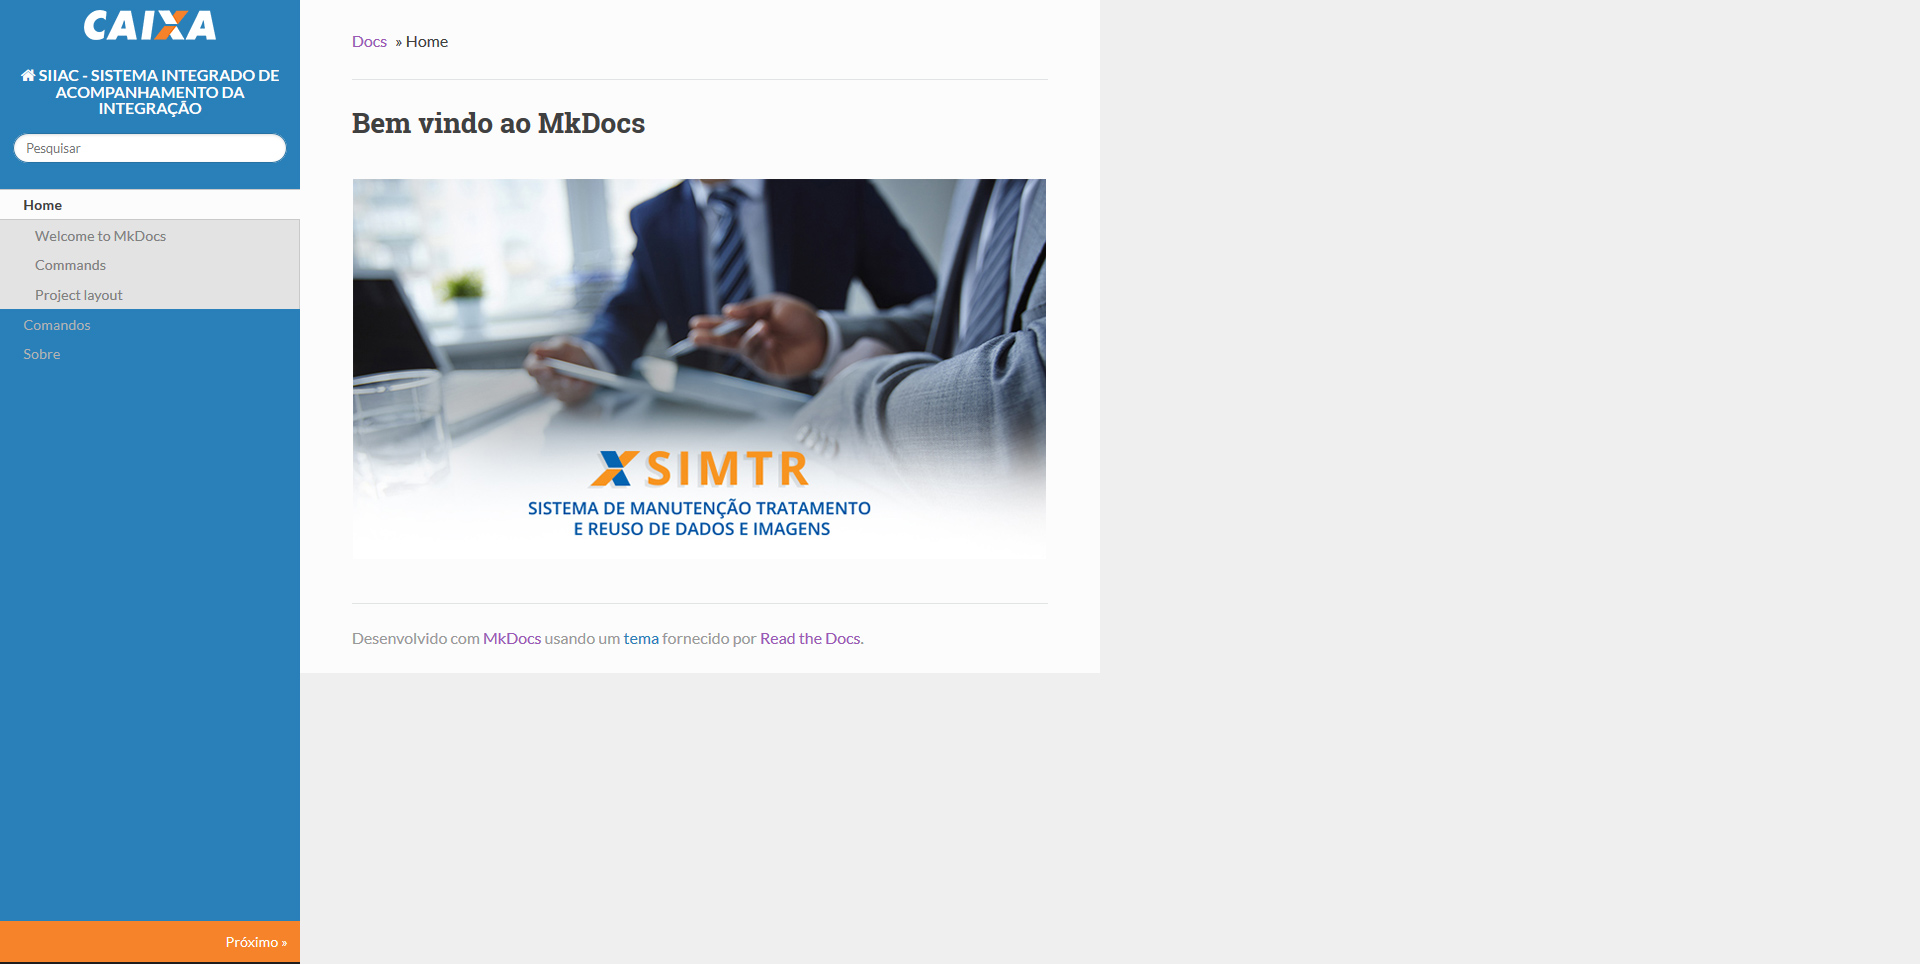 CAIXA
SIIAC - SISTEMA INTEGRADO DE
ACOMPANHAMENTO DA
INTEGRAÇÃO
Pesquisar
Home
Welcome to MkDocs
Commands
Project layout
Comandos
Sobre
Próximo »
Docs » Home
Bem vindo ao MkDocs
SIMTR
SISTEMA DE MANUTENÇÃO TRATAMENTO
E REUSO DE DADOS E IMAGENS
Desenvolvido com MkDocs usando um tema fornecido por Read the Docs.